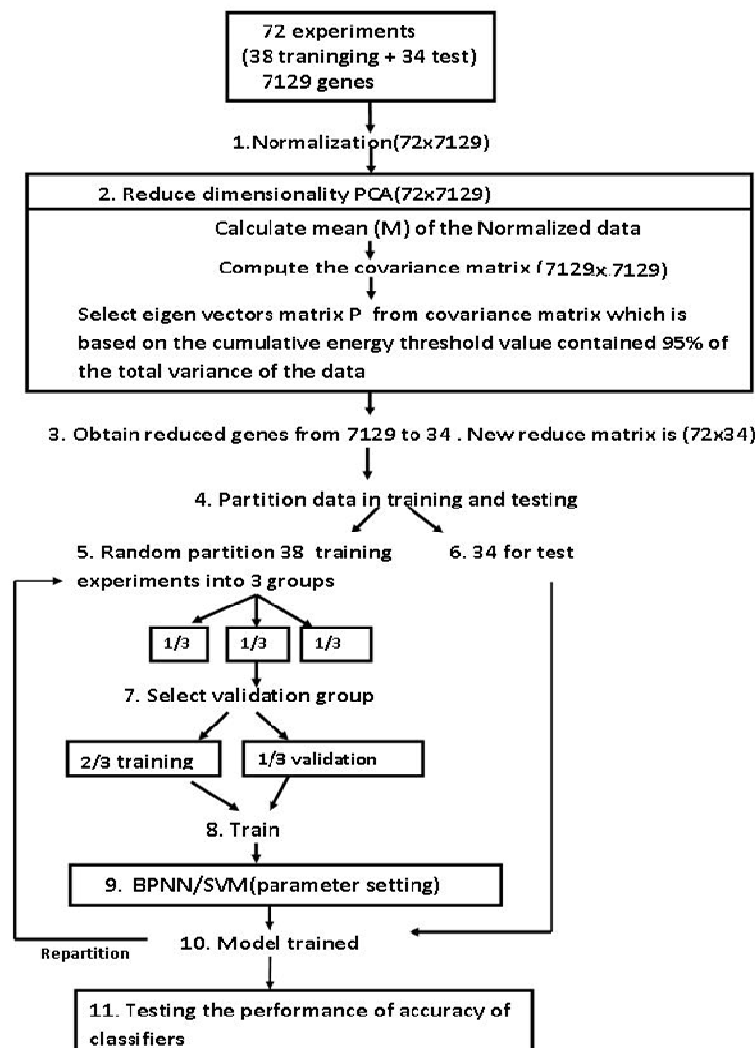 72 experiments
(38 traninging + 34 test)
7129 genes
1.Normalization(72x7129)
2. Reduce dimensionality PCA(72x7129)
Calculate mean (M) of the Normalized data
Compute the covariance matrix (7129x.7129)
Select eigen vectors matrix P from covariance matrix which is
based on the cumulative energy threshold value contained 95% of
the total variance of the data
3. Obtain reduced genes from 7129 to 34 . New reduce matrix is (72x34)
4. Partition data in training and testing
5. Random partition 38 training
experiments into 3 groups
6. 34 for test
1/3
1/3
1/3
7. Select validation group
2/3 training
1/3 validation
8. Train
9. BPNN/SVM(parameter setting)
10. Model trained
Repartition
11. Testing the performance of accuracy of
classifiers